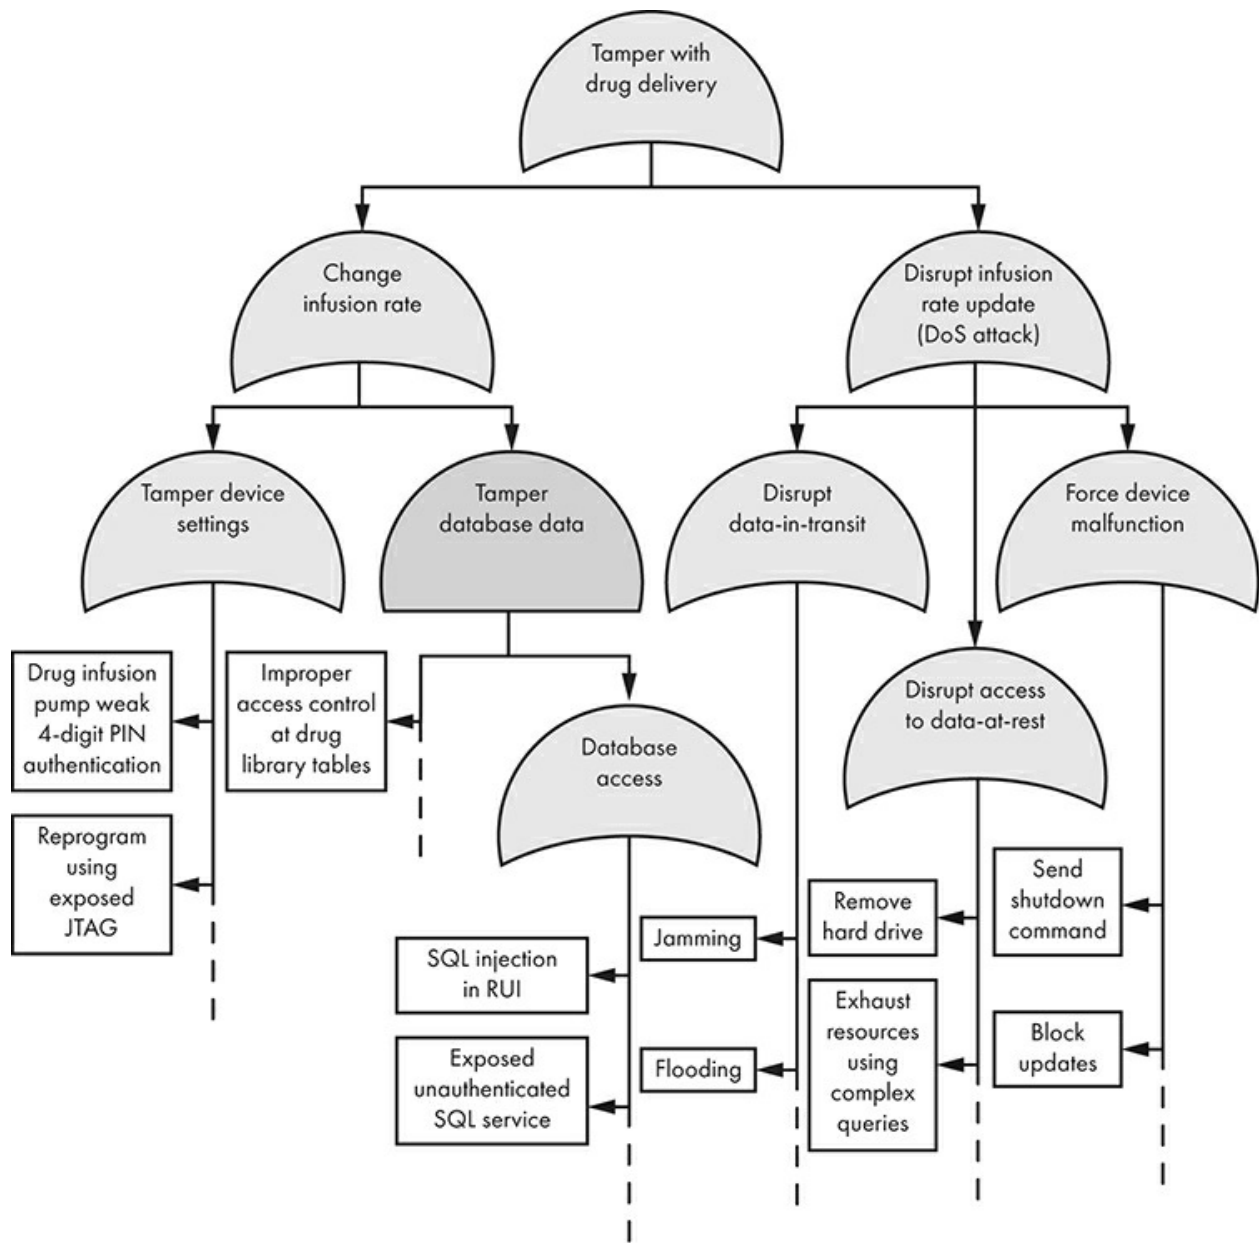 Tamper with
drug delivery
Change
infusion rate
Disrupt infusion
rate update
(DoS attack)
Tamper device
settings
Tamper
database data
Disrupt
data-in-transit
Force device
malfunction
Drug infusion
pump weak
4-digit PIN
authentication
Improper
access control
at drug
library tables
Database
access
Disrupt access
to data-at-rest
Reprogram
using
exposed
JTAG
SQL injection
in RUI
Exposed
unauthenticated
SQL service
Jamming
Flooding
Remove
hard drive
Exhaust
resources
using
complex
queries
Send
shutdown
command
Block
updates